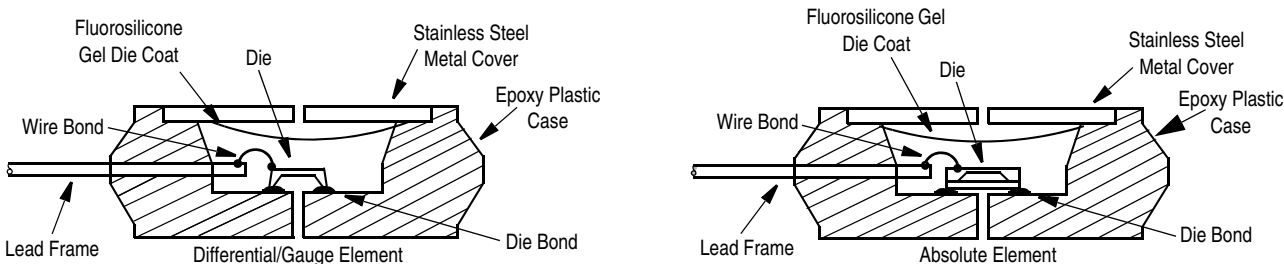 Fluorosilicone
Gel Die Coat
Die
Stainless Steel
Metal Cover
Epoxy Plastic
Case
Wire Bond
Lead Frame
Die Bond
Differential/Gauge Element
Fluorosilicone Gel
Die Coat
Die
Stainless Steel
Metal Cover
Epoxy Plastic
Case
Wire Bond
Lead Frame
Die Bond
Absolute Element